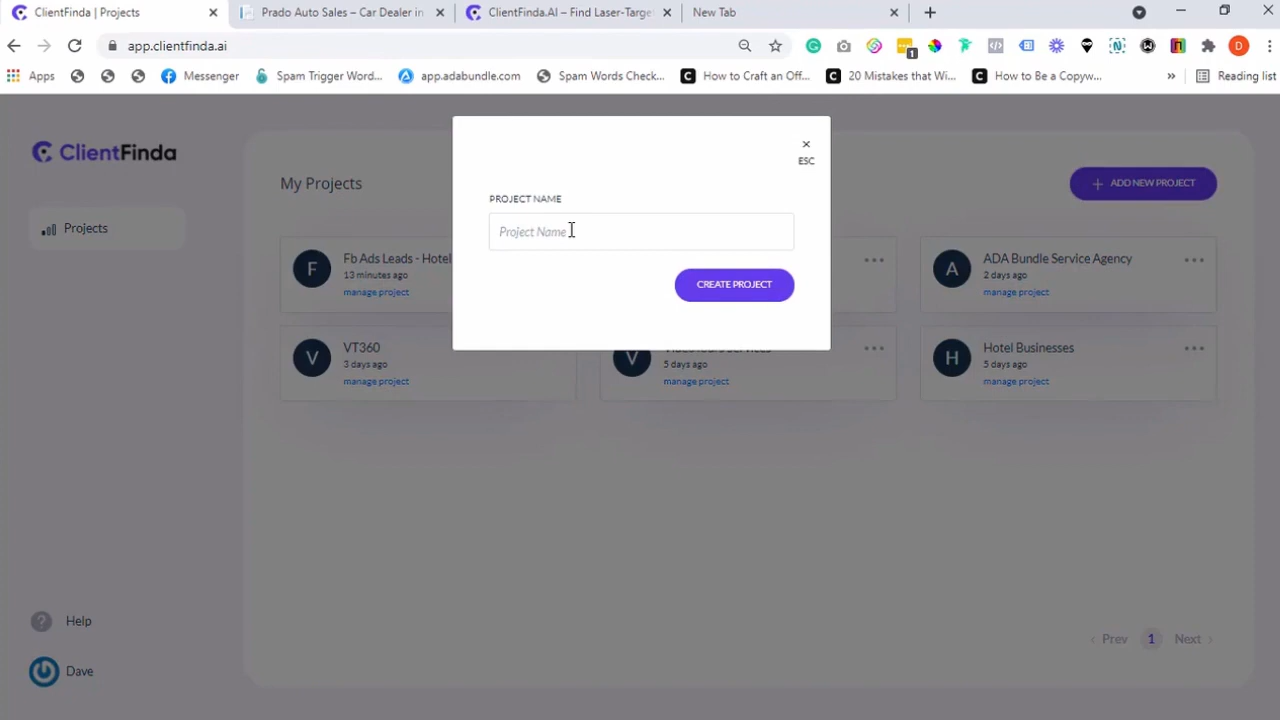 ClientFinda | Projects
Prado Auto Sales – Car Dealer in
ClientFinda.AI – Find Laser-Targe
New Tab
app.clientfinda.ai
1
D
Apps
Messenger
Spam Trigger Word...
app.adabundle.com
Spam Words Check...
C
How to Craft an Off...
C
20 Mistakes that Wi...
C
How to Be a Copyw...
»
Reading list
ClientFinda
Projects
Help
Dave
My Projects
+ ADD NEW PROJECT
F
Fb Ads Leads - Hotel
13 minutes ago
manage project
A
ADA Bundle Service Agency
2 days ago
manage project
V
VT360
3 days ago
manage project
V
5 days ago
manage project
H
Hotel Businesses
5 days ago
manage project
‹ Prev
1
Next ›
×
ESC
PROJECT NAME
Project Name
CREATE PROJECT